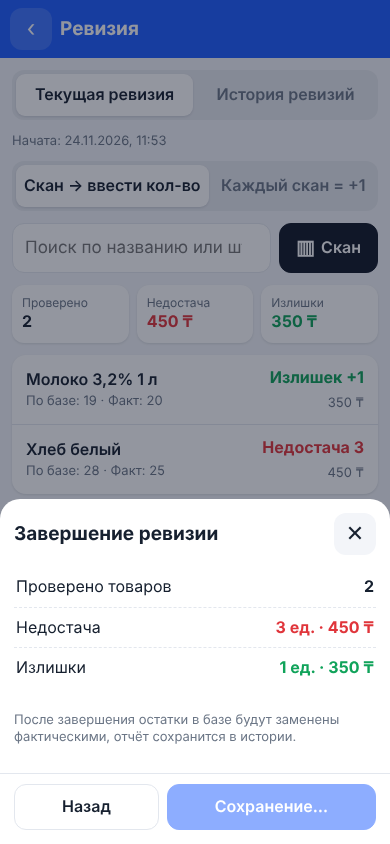 Ревизия
Текущая ревизия
История ревизий
Начата: 24.11.2026, 11:53
Скан → ввести кол-во
Каждый скан = +1
Поиск по названию или ш
Скан
Проверено
2
Недостача
450 ₸
Излишки
350 ₸
Молоко 3,2% 1 л
Излишек +1
По базе: 19 · Факт: 20
350 ₸
Хлеб белый
Недостача 3
По базе: 28 · Факт: 25
450 ₸
Завершение ревизии
Проверено товаров
2
Недостача
3 ед. · 450 ₸
Излишки
1 ед. · 350 ₸
После завершения остатки в базе будут заменены
фактическими, отчёт сохранится в истории.
Назад
Сохранение...